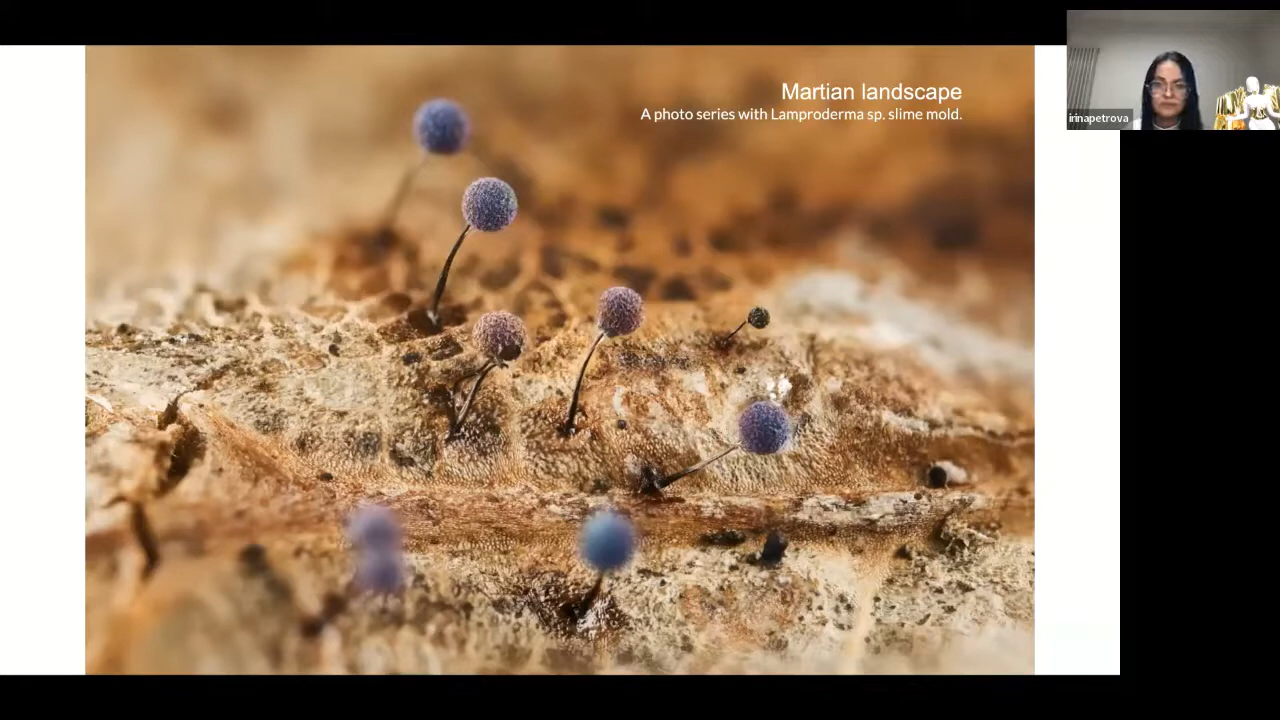 Martian landscape
A photo series with Lamproderma sp. slime mold.
irinapetrova